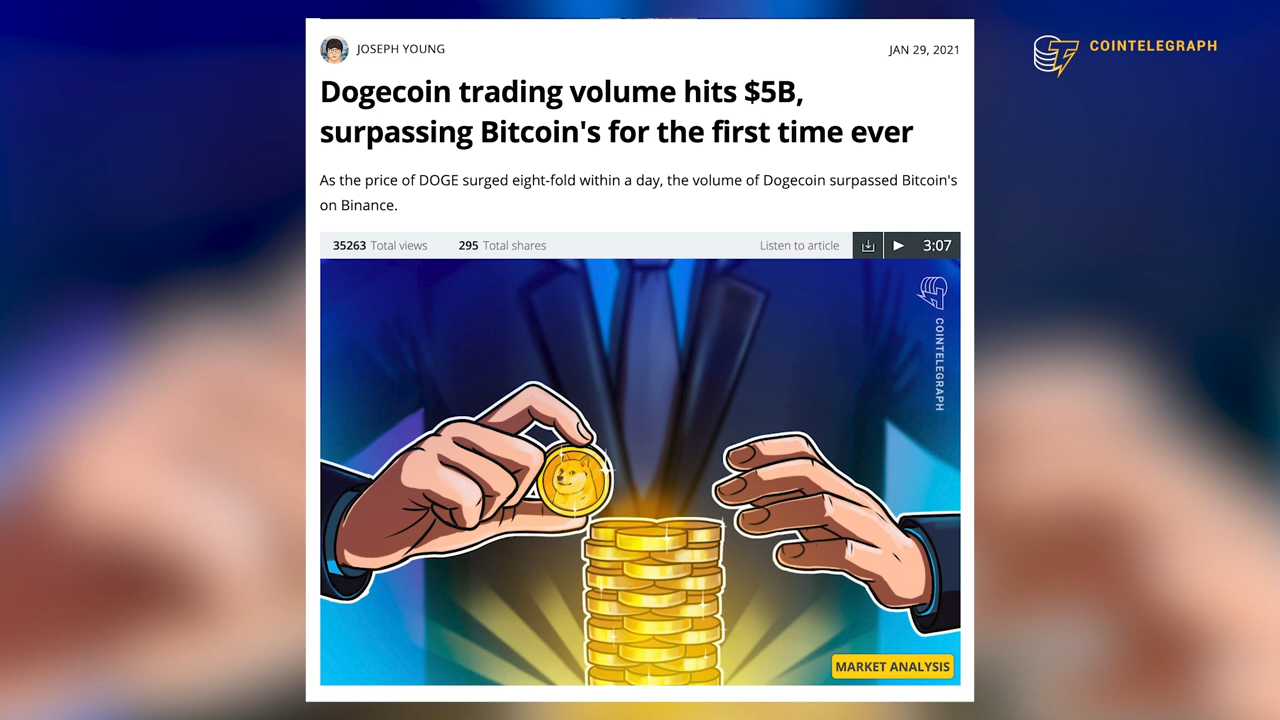 JOSEPH YOUNG
JAN 29, 2021
COINTELEGRAPH
Dogecoin trading volume hits $5B,
surpassing Bitcoin's for the first time ever
As the price of DOGE surged eight-fold within a day, the volume of Dogecoin surpassed Bitcoin's
on Binance.
35263 Total views 295 Total shares Listen to article 3:07
COINTELEGRAPH
MARKET ANALYSIS